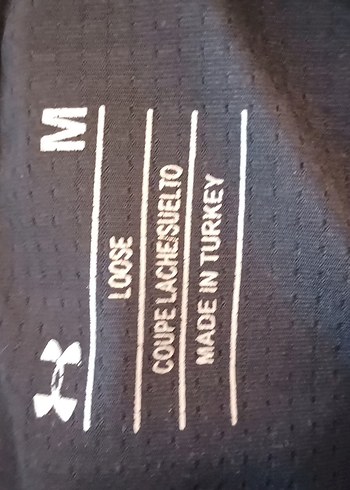 M
LOOSE
COUPE LACHE/SUELTO
MADE IN TURKEY